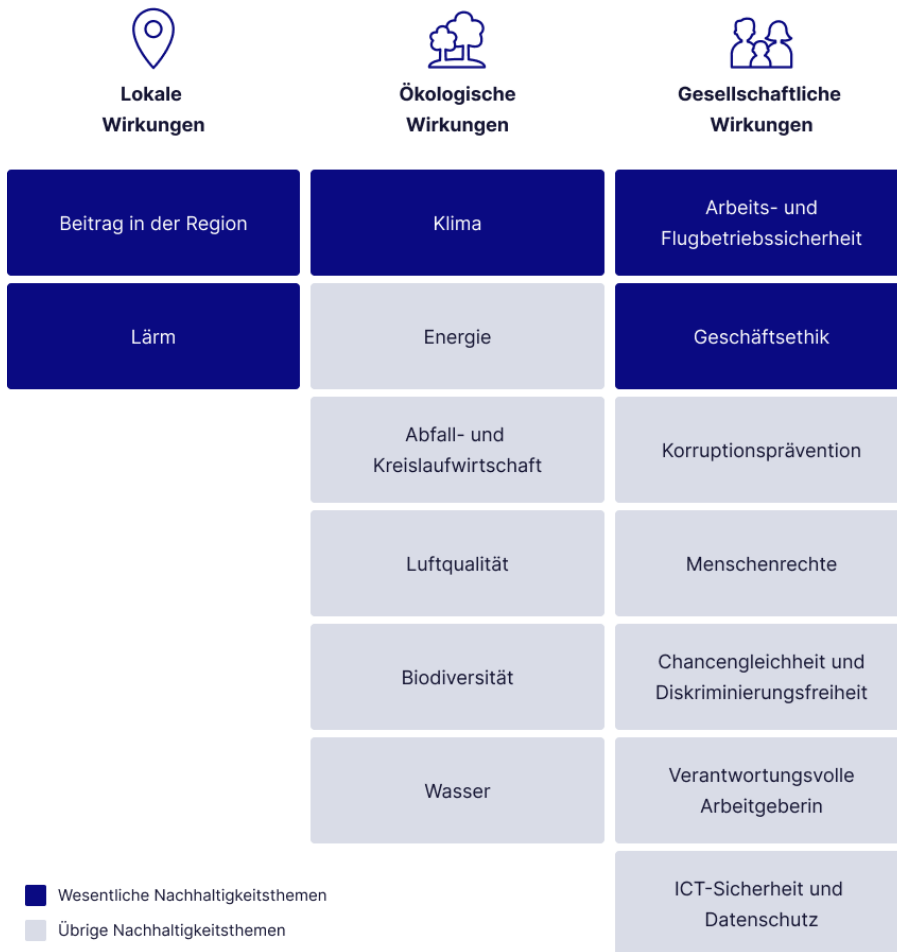 Lokale
Wirkungen
Beitrag in der Region
Lärm
Ökologische
Wirkungen
Klima
Energie
Abfall- und
Kreislaufwirtschaft
Luftqualität
Biodiversität
Wasser
Gesellschaftliche
Wirkungen
Arbeits- und
Flugbetriebssicherheit
Geschäftsethik
Korruptionsprävention
Menschenrechte
Chancengleichheit und
Diskriminierungsfreiheit
Verantwortungsvolle
Arbeitgeberin
ICT-Sicherheit und
Datenschutz
Wesentliche Nachhaltigkeitsthemen
Übrige Nachhaltigkeitsthemen